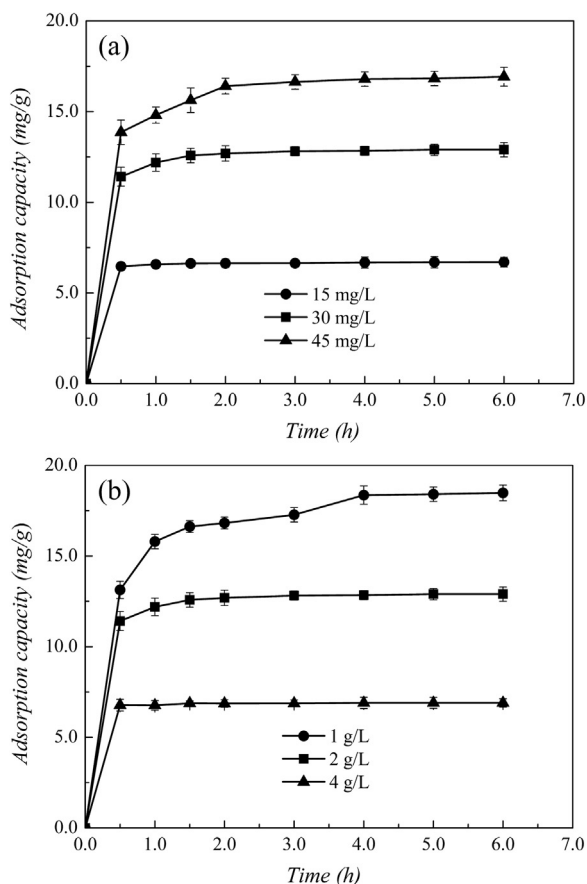 (a)
20.0
15.0
10.0
5.0
0.0
Adsorption capacity (mg/g)
15 mg/L
30 mg/L
45 mg/L
0.0 1.0 2.0 3.0 4.0 5.0 6.0 7.0
Time (h)
(b)
20.0
15.0
10.0
5.0
0.0
Adsorption capacity (mg/g)
1 g/L
2 g/L
4 g/L
0.0 1.0 2.0 3.0 4.0 5.0 6.0 7.0
Time (h)